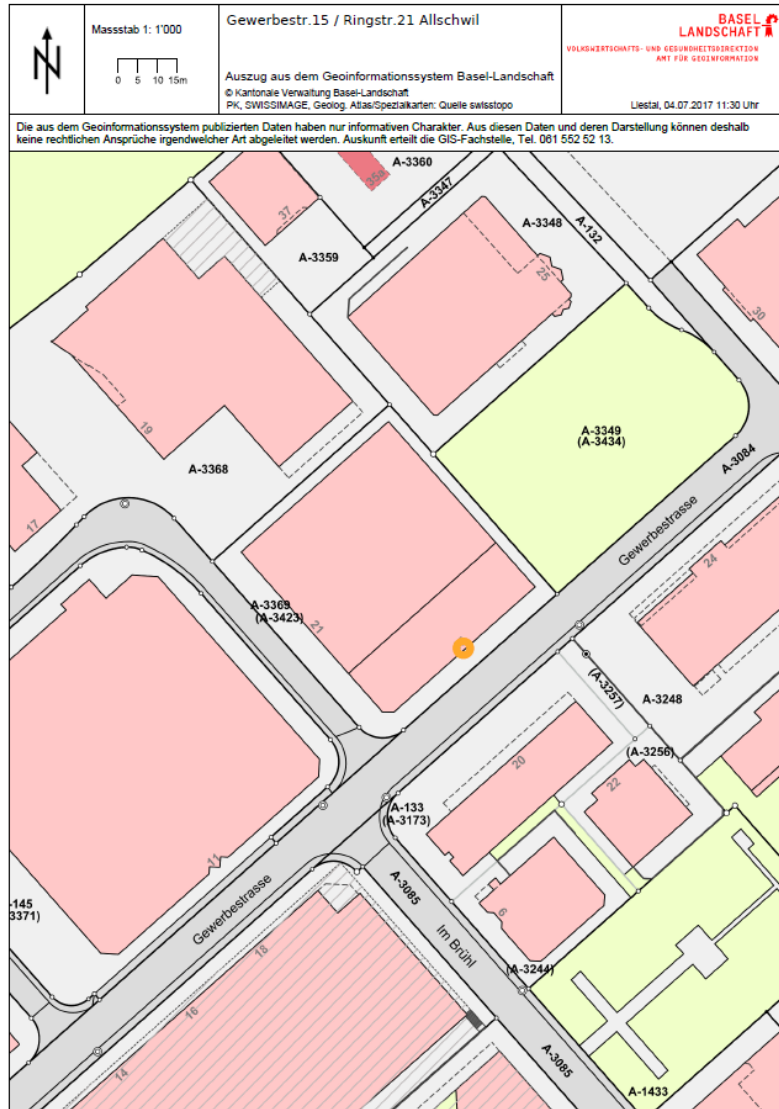 Massstab 1: 1'000
0 5 10 15m
Gewerbestr.15 / Ringstr.21 Allschwil
Auszug aus dem Geoinformationssystem Basel-Landschaft
© Kantonale Verwaltung Basel-Landschaft
PK, SWISSIMAGE, Geolog. Atlas/Spezialkarten: Quelle swisstopo
BASEL
LANDSCHAFT
VOLKSWIRTSCHAFTS- UND GESUNDHEITSDIREKTION
AMT FÜR GEOINFORMATION
Liestal, 04.07.2017 11:30 Uhr
Die aus dem Geoinformationssystem publizierten Daten haben nur informativen Charakter. Aus diesen Daten und deren Darstellung können deshalb
keine rechtlichen Ansprüche irgendwelcher Art abgeleitet werden. Auskunft erteilt die GIS-Fachstelle, Tel. 061 552 52 13.
A-3360
35a
A-3347
37
A-3348
A-132
A-3359
25
30
19
A-3349
(A-3434)
A-3368
A-3084
17
Gewerbestrasse
24
A-3369
(A-3423)
21
(A-3257)
A-3248
(A-3256)
20
22
A-133
(A-3173)
11
A-3085
-145
3371)
Gewerbestrasse
6
Im Brühl
18
(A-3244)
16
14
A-3085
A-1433